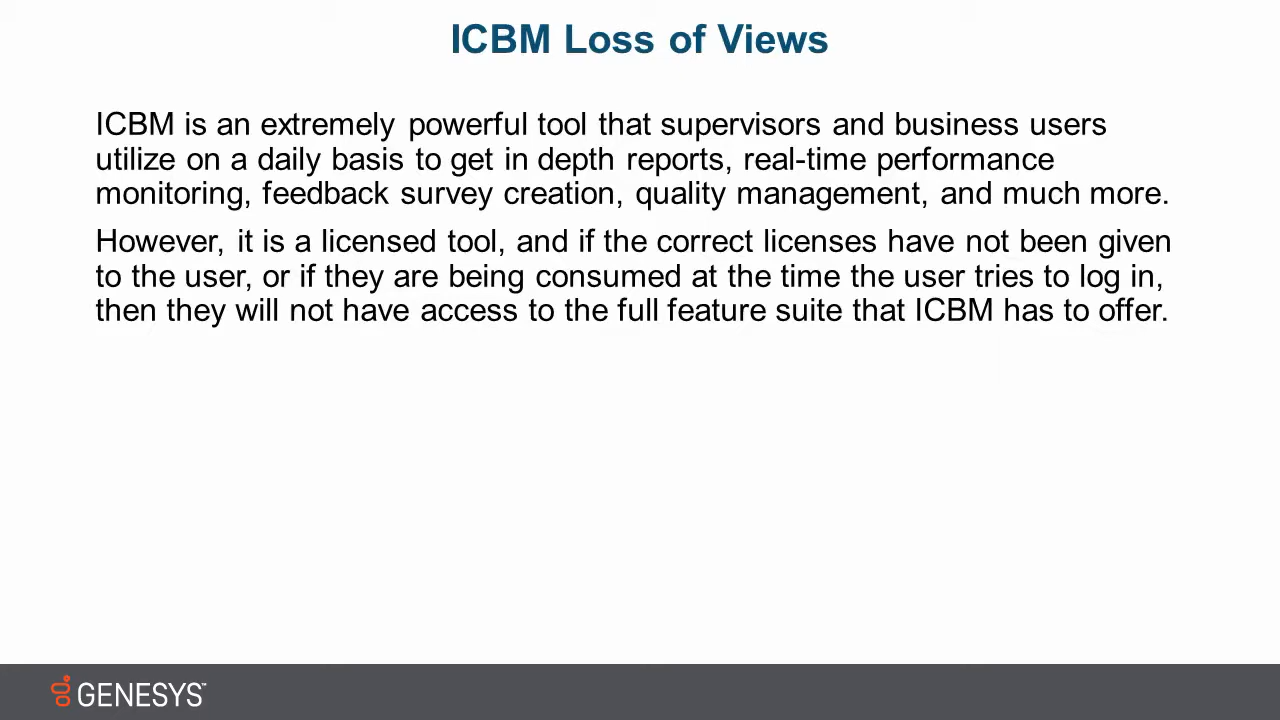 ICBM Loss of Views
ICBM is an extremely powerful tool that supervisors and business users
utilize on a daily basis to get in depth reports, real-time performance
monitoring, feedback survey creation, quality management, and much more.
However, it is a licensed tool, and if the correct licenses have not been given
to the user, or if they are being consumed at the time the user tries to log in,
then they will not have access to the full feature suite that ICBM has to offer.
GENESYS™